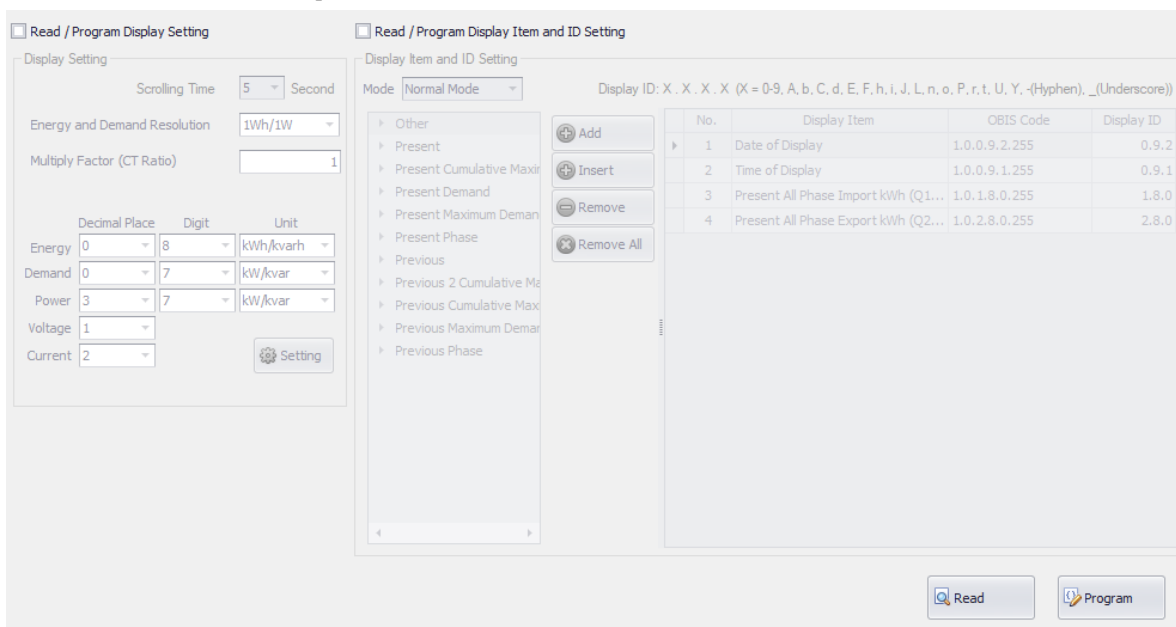 Read / Program Display Setting
Display Setting
Scrolling Time 5 Second
Energy and Demand Resolution 1Wh/1W
Multiply Factor (CT Ratio) 1
Decimal Place Digit Unit
Energy 0 8 kWh/kvarh
Demand 0 7 kW/kvar
Power 3 7 kW/kvar
Voltage 1
Current 2
Setting
Read / Program Display Item and ID Setting
Display Item and ID Setting
Mode Normal Mode
Display ID: X . X . X . X (X = 0-9, A, b, C, d, E, F, h, i, J, L, n, o, P, r, t, U, Y, -(Hyphen), _(Underscore))
Other
Present
Present Cumulative Maxir
Present Demand
Present Maximum Deman
Present Phase
Previous
Previous 2 Cumulative Ma
Previous Cumulative Max
Previous Maximum Demar
Previous Phase
Add
Insert
Remove
Remove All
No. Display Item OBIS Code Display ID
1 Date of Display 1.0.0.9.2.255 0.9.2
2 Time of Display 1.0.0.9.1.255 0.9.1
3 Present All Phase Import kWh (Q1... 1.0.1.8.0.255 1.8.0
4 Present All Phase Export kWh (Q2... 1.0.2.8.0.255 2.8.0
Read
Program